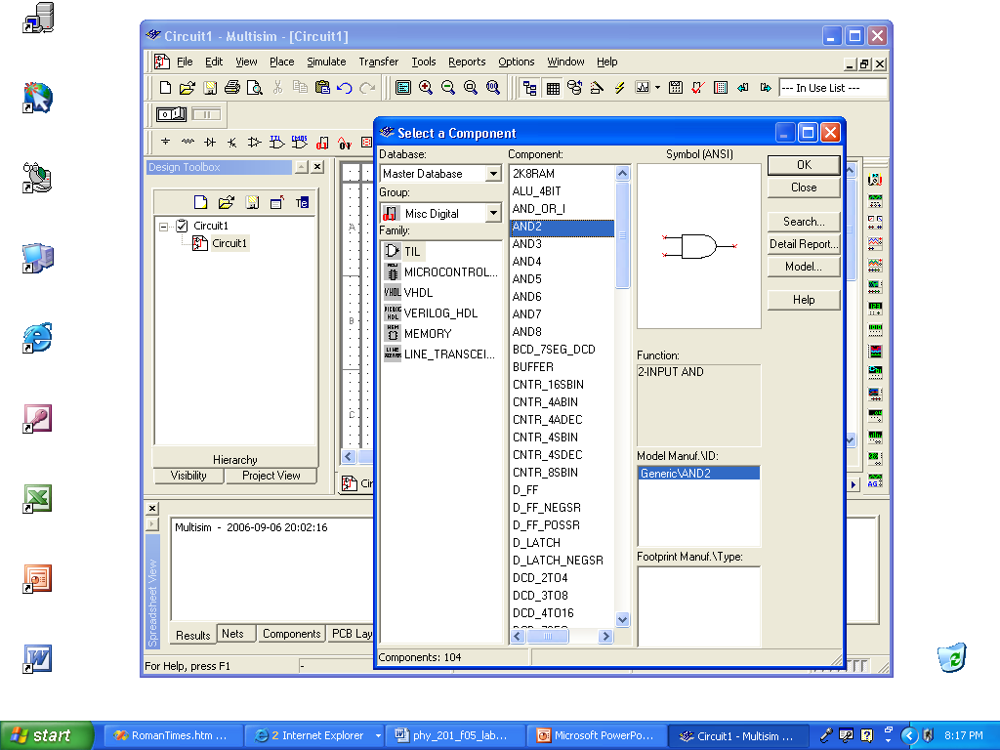 Circuit1 - Multisim - [Circuit1]
File Edit View Place Simulate Transfer Tools Reports Options Window Help
--- In Use List ---
Design Toolbox
Circuit1
Circuit1
Hierarchy
Visibility Project View
A
B
C
Cir
Select a Component
Database:
Master Database
Group:
Misc Digital
Family:
TIL
MICROCONTROL...
VHDL
VERILOG_HDL
MEMORY
LINE_TRANSCEI...
Component:
2K8RAM
ALU_4BIT
AND_OR_I
AND2
AND3
AND4
AND5
AND6
AND7
AND8
BCD_7SEG_DCD
BUFFER
CNTR_16SBIN
CNTR_4ABIN
CNTR_4ADEC
CNTR_4SBIN
CNTR_4SDEC
CNTR_8SBIN
D_FF
D_FF_NEGSR
D_FF_POSSR
D_LATCH
D_LATCH_NEGSR
DCD_2TO4
DCD_3TO8
DCD_4TO16
Symbol (ANSI)
Function:
2-INPUT AND
Model Manuf.\ID:
Generic\AND2
Footprint Manuf.\Type:
OK
Close
Search...
Detail Report...
Model...
Help
Components: 104
Spreadsheet View
Multisim - 2006-09-06 20:02:16
Results Nets Components PCB Lay
For Help, press F1
-
start
RomanTimes.htm ...
2 Internet Explorer
phy_201_f05_lab...
Microsoft PowerPo...
Circuit1 - Multisim ...
8:17 PM